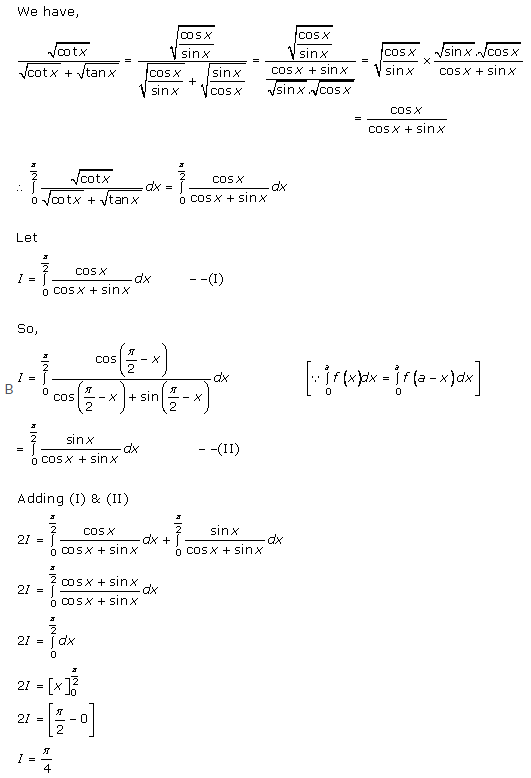 We have,
√cot x / (√cot x + √tan x) = √(cos x / sin x) / (√(cos x / sin x) + √(sin x / cos x)) = √(cos x / sin x) / ((cos x + sin x) / (√sin x . √cos x)) = √(cos x / sin x) × (√sin x . √cos x) / (cos x + sin x)
= cos x / (cos x + sin x)
∴ ∫₀^(π/2) √cot x / (√cot x + √tan x) dx = ∫₀^(π/2) cos x / (cos x + sin x) dx
Let
I = ∫₀^(π/2) cos x / (cos x + sin x) dx – –(I)
So,
I = ∫₀^(π/2) cos(π/2 – x) / (cos(π/2 – x) + sin(π/2 – x)) dx [∵ ∫₀^a f(x)dx = ∫₀^a f(a – x)dx]
B
= ∫₀^(π/2) sin x / (cos x + sin x) dx – –(II)
Adding (I) & (II)
2I = ∫₀^(π/2) cos x / (cos x + sin x) dx + ∫₀^(π/2) sin x / (cos x + sin x) dx
2I = ∫₀^(π/2) (cos x + sin x) / (cos x + sin x) dx
2I = ∫₀^(π/2) dx
2I = [x]₀^(π/2)
2I = [π/2 – 0]
I = π/4